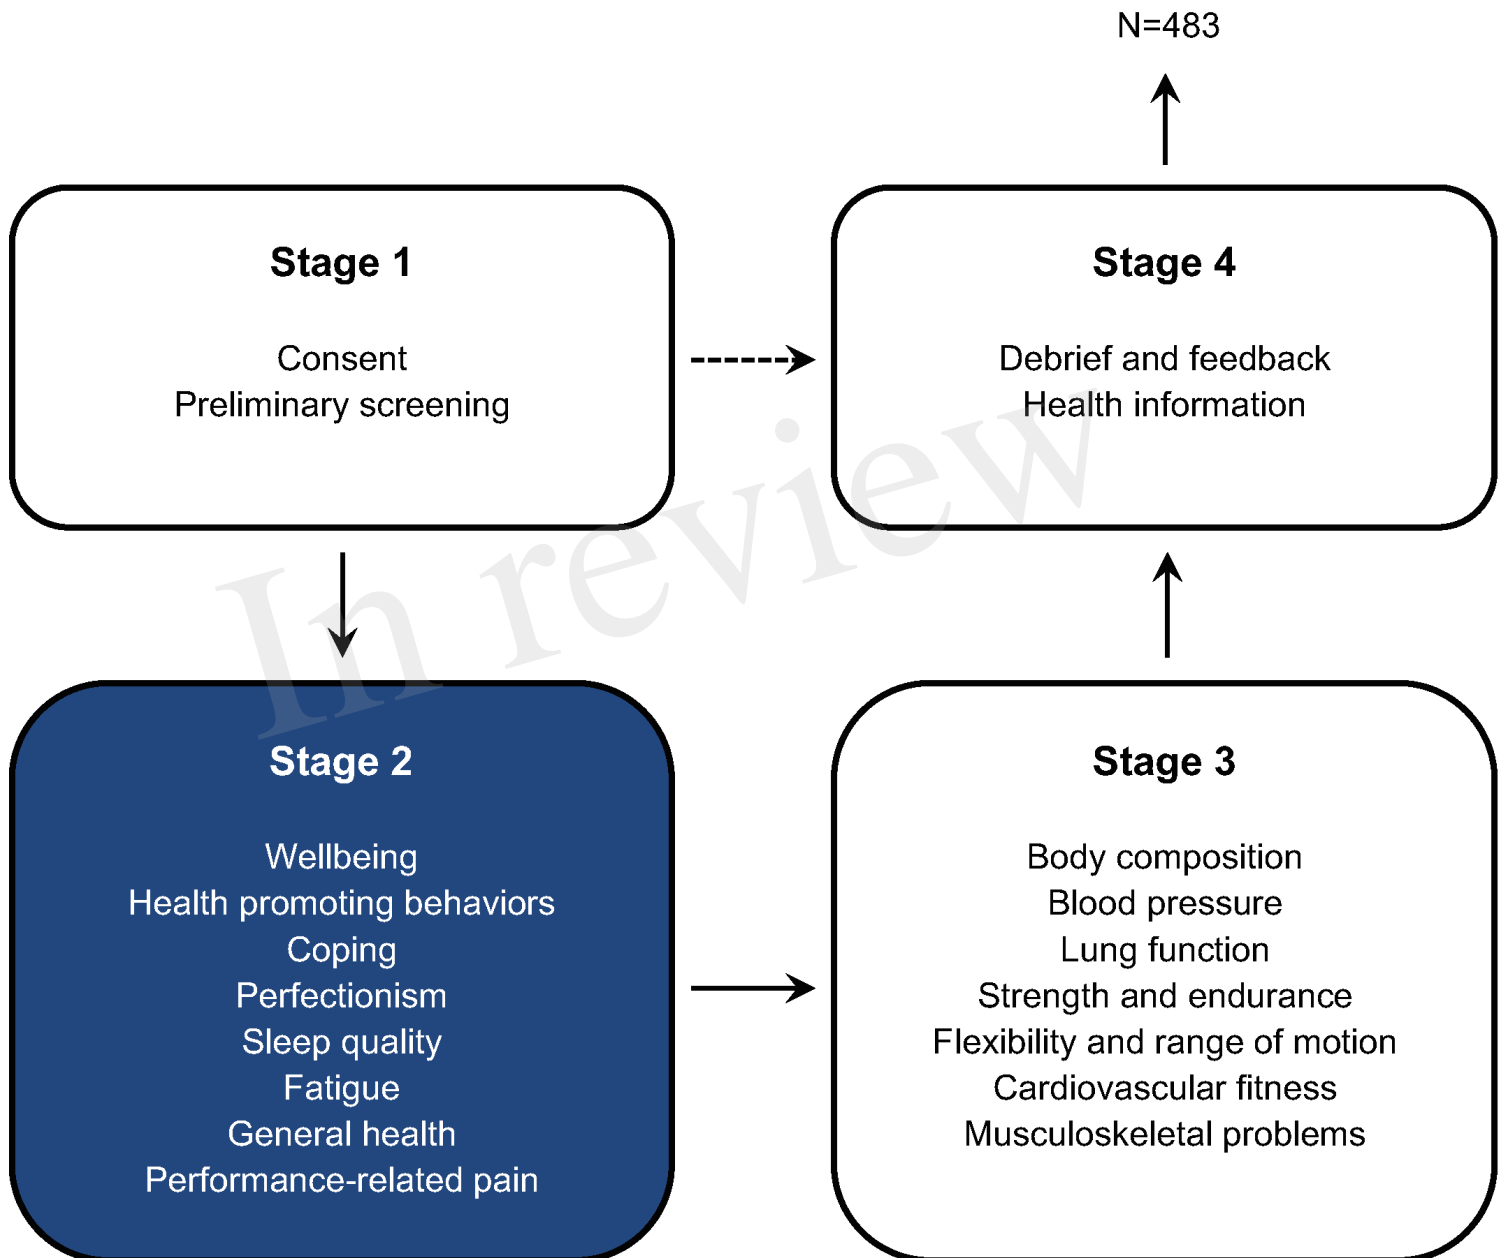 N=483
Stage 1
Consent
Preliminary screening
Stage 4
Debrief and feedback
Health information
In review
Stage 2
Wellbeing
Health promoting behaviors
Coping
Perfectionism
Sleep quality
Fatigue
General health
Performance-related pain
Stage 3
Body composition
Blood pressure
Lung function
Strength and endurance
Flexibility and range of motion
Cardiovascular fitness
Musculoskeletal problems